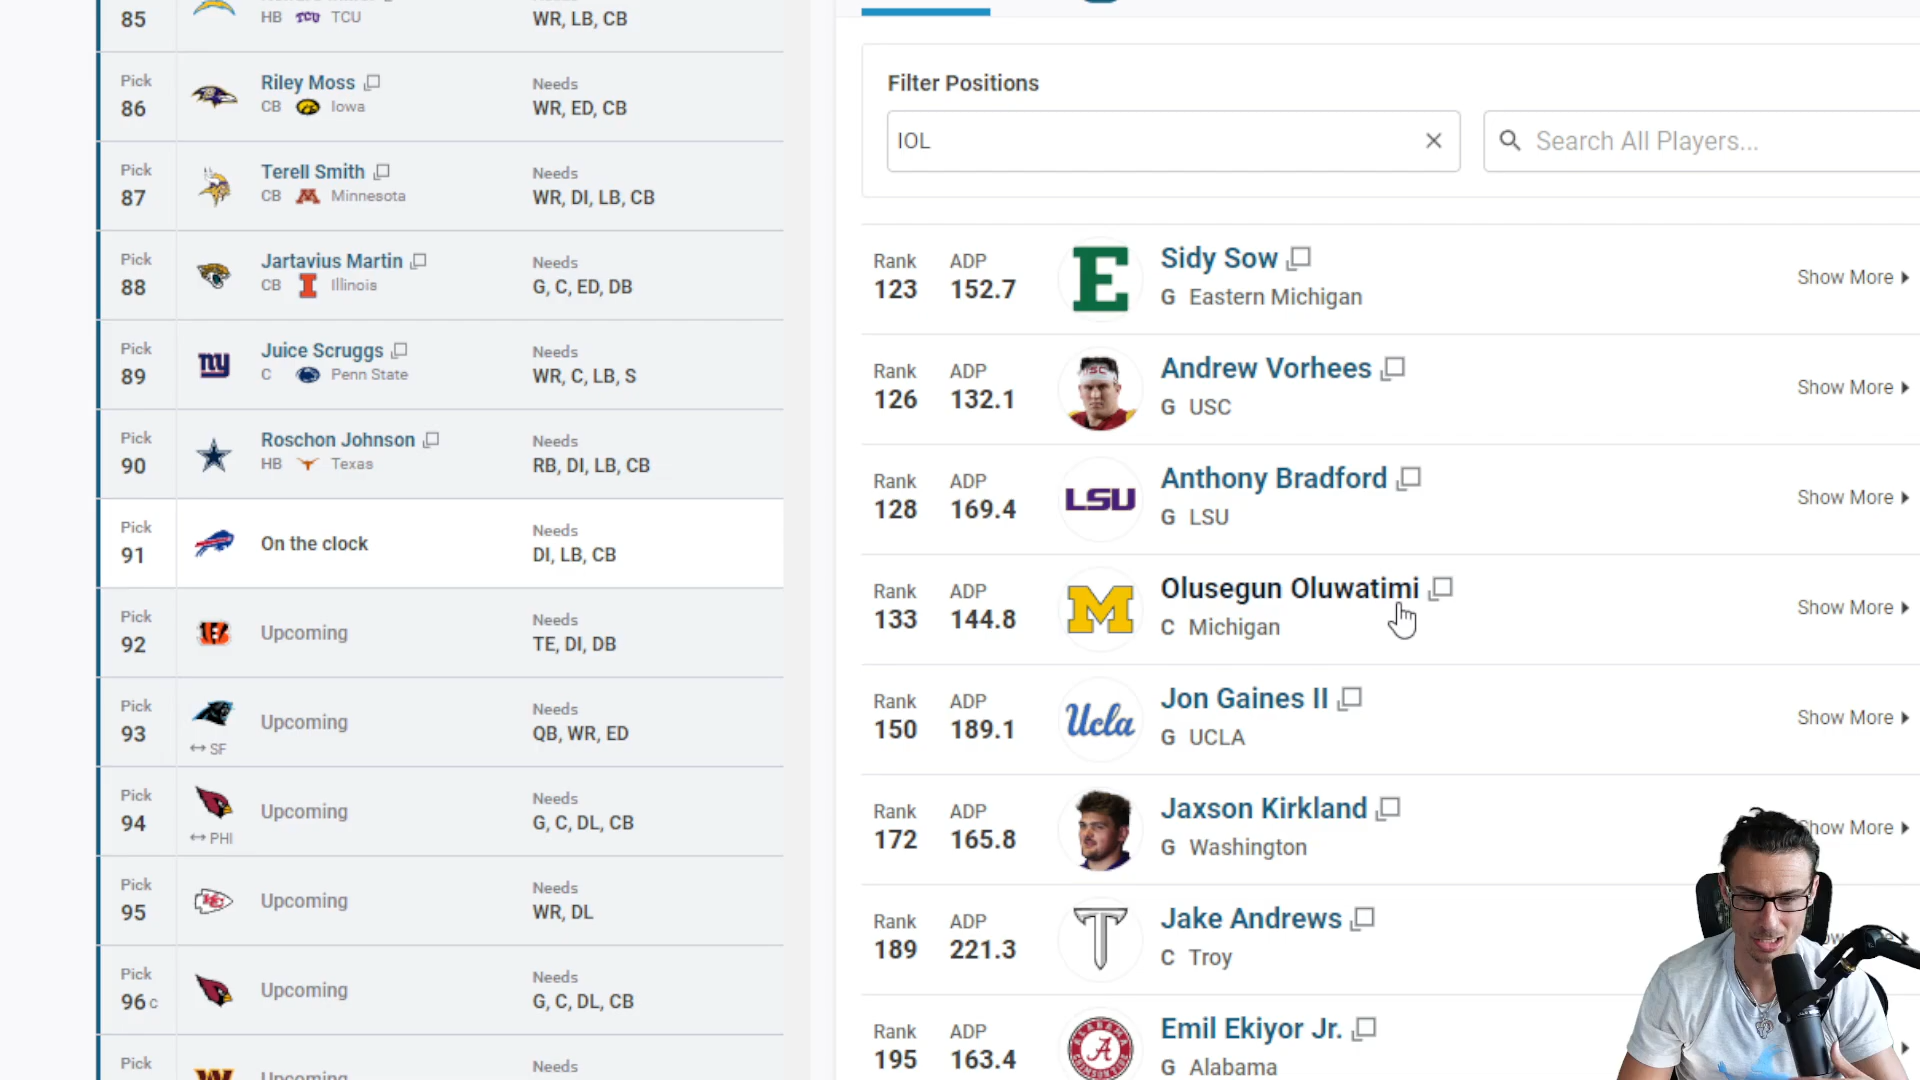 85
HB TCU TCU
WR, LB, CB
Pick
86
Riley Moss
CB Iowa
Needs
WR, ED, CB
Pick
87
Terell Smith
CB M Minnesota
Needs
WR, DI, LB, CB
Pick
88
Jartavius Martin
CB I Illinois
Needs
G, C, ED, DB
Pick
89
ny
Juice Scruggs
C Penn State
Needs
WR, C, LB, S
Pick
90
Roschon Johnson
HB Texas
Needs
RB, DI, LB, CB
Pick
91
On the clock
Needs
DI, LB, CB
Pick
92
Upcoming
Needs
TE, DI, DB
Pick
93
↔ SF
Upcoming
Needs
QB, WR, ED
Pick
94
↔ PHI
Upcoming
Needs
G, C, DL, CB
Pick
95
KC
Upcoming
Needs
WR, DL
Pick
96 c
Upcoming
Needs
G, C, DL, CB
Pick
W
Upcoming
Needs
Filter Positions
IOL
Search All Players...
Rank
123
ADP
152.7
E
Sidy Sow
G Eastern Michigan
Show More
Rank
126
ADP
132.1
Andrew Vorhees
G USC
Show More
Rank
128
ADP
169.4
LSU
Anthony Bradford
G LSU
Show More
Rank
133
ADP
144.8
M
Olusegun Oluwatimi
C Michigan
Show More
Rank
150
ADP
189.1
Ucla
Jon Gaines II
G UCLA
Show More
Rank
172
ADP
165.8
Jaxson Kirkland
G Washington
Show More
Rank
189
ADP
221.3
T
Jake Andrews
C Troy
Rank
195
ADP
163.4
A
Emil Ekiyor Jr.
G Alabama